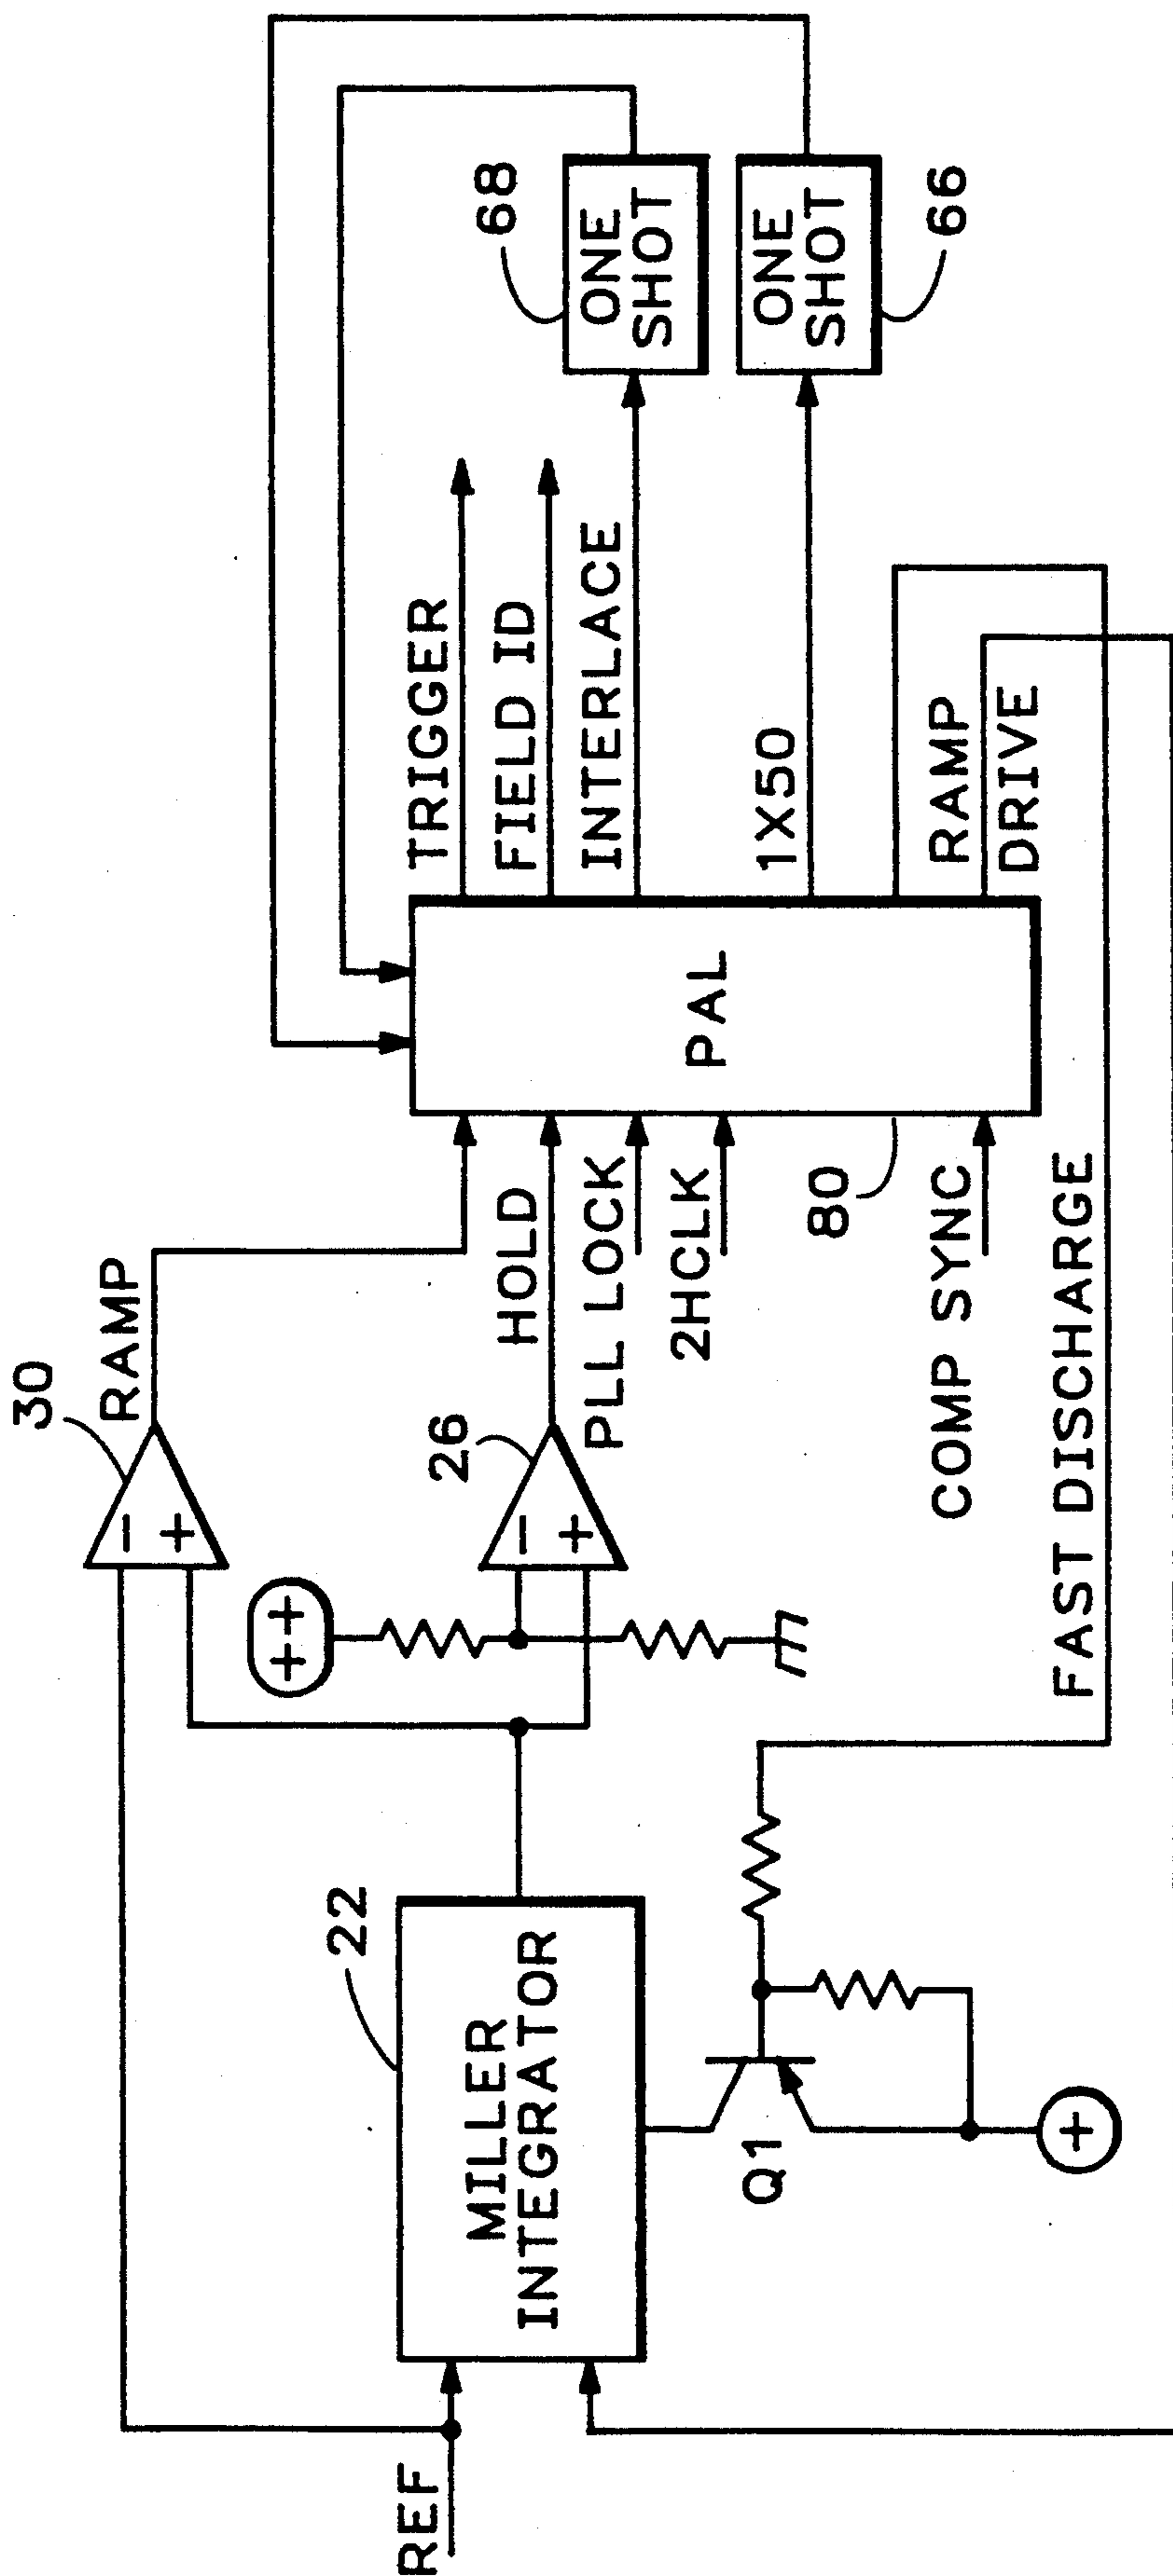 30
RAMP
68
ONE
SHOT
TRIGGER
26
HOLD
FIELD ID
++
-
+
-
+
22
PLL LOCK
INTERLACE
2HCLK
PAL
ONE
SHOT
66
REF
MILLER
INTEGRATOR
1X50
80
Q1
COMP SYNC
RAMP
DRIVE
+
FAST DISCHARGE